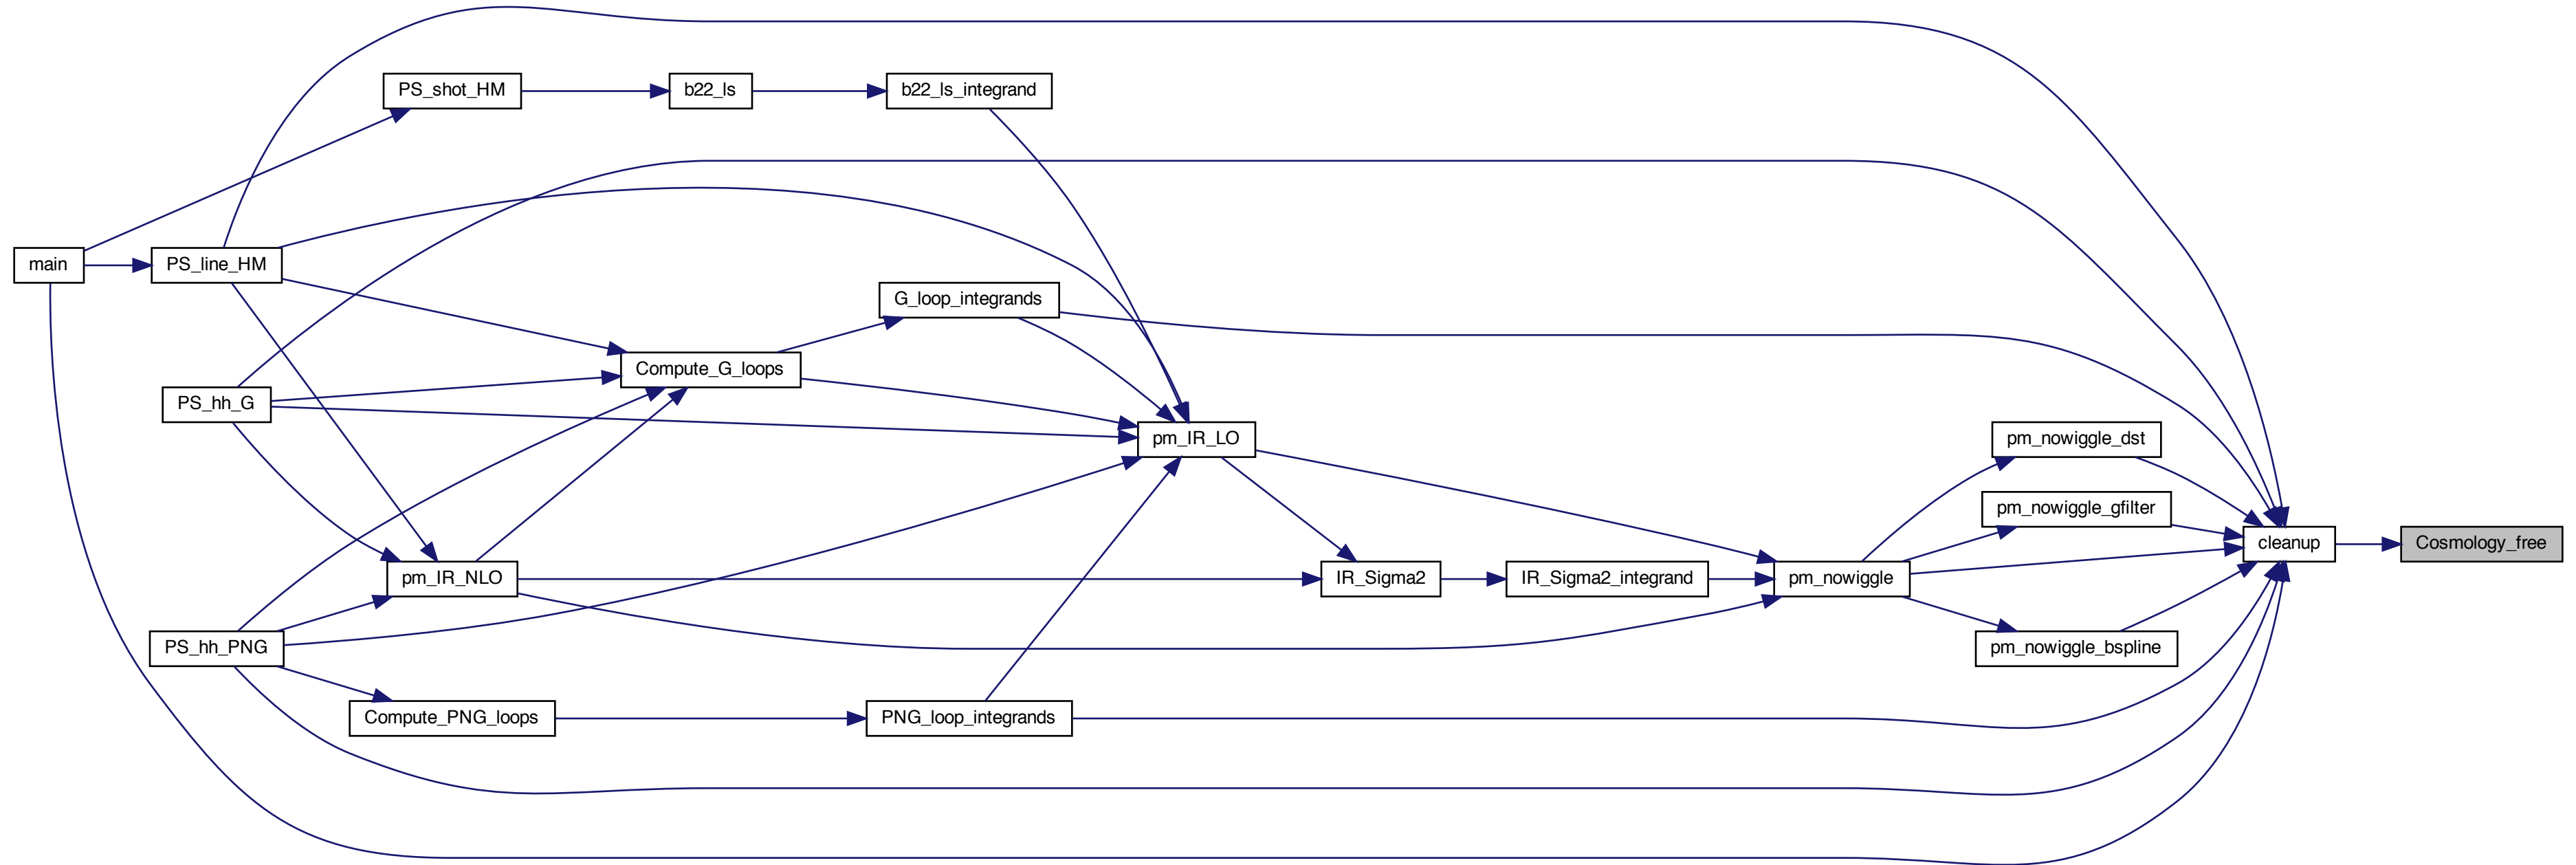 PS_shot_HM
b22_ls
b22_ls_integrand
main
PS_line_HM
G_loop_integrands
Compute_G_loops
PS_hh_G
pm_IR_LO
pm_nowiggle_dst
pm_nowiggle_gfilter
cleanup
Cosmology_free
pm_IR_NLO
IR_Sigma2
IR_Sigma2_integrand
pm_nowiggle
PS_hh_PNG
pm_nowiggle_bspline
Compute_PNG_loops
PNG_loop_integrands